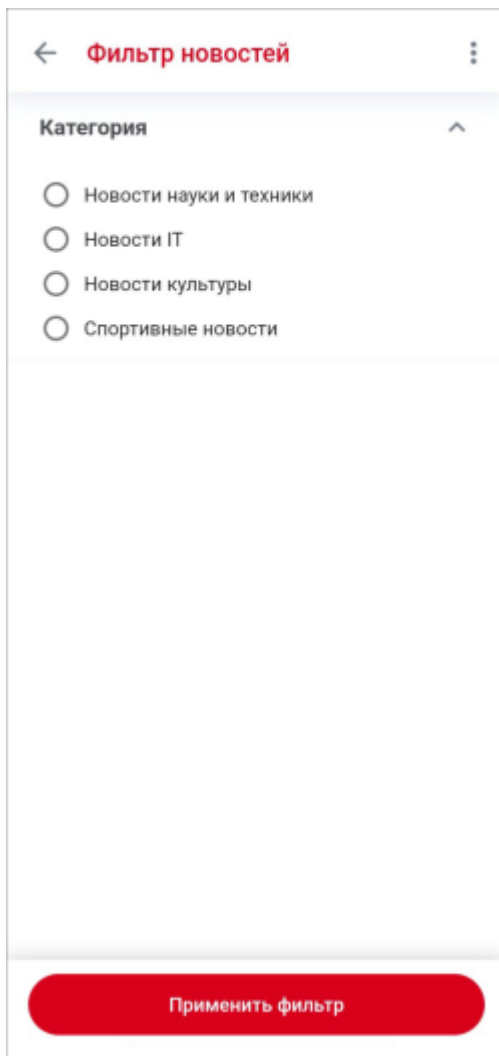 Фильтр новостей
Категория
Новости науки и техники
Новости IT
Новости культуры
Спортивные новости
Применить фильтр